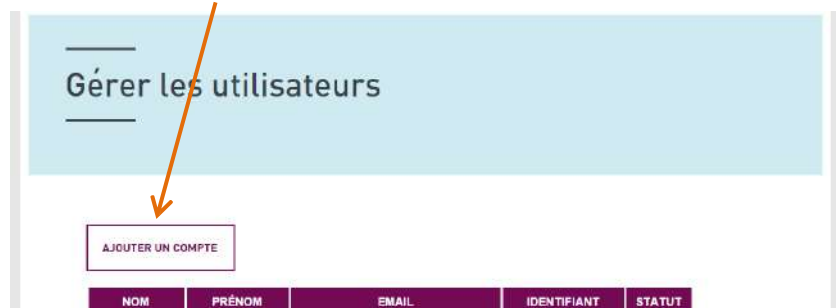 Gérer les utilisateurs
AJOUTER UN COMPTE
NOM PRÉNOM EMAIL IDENTIFIANT STATUT